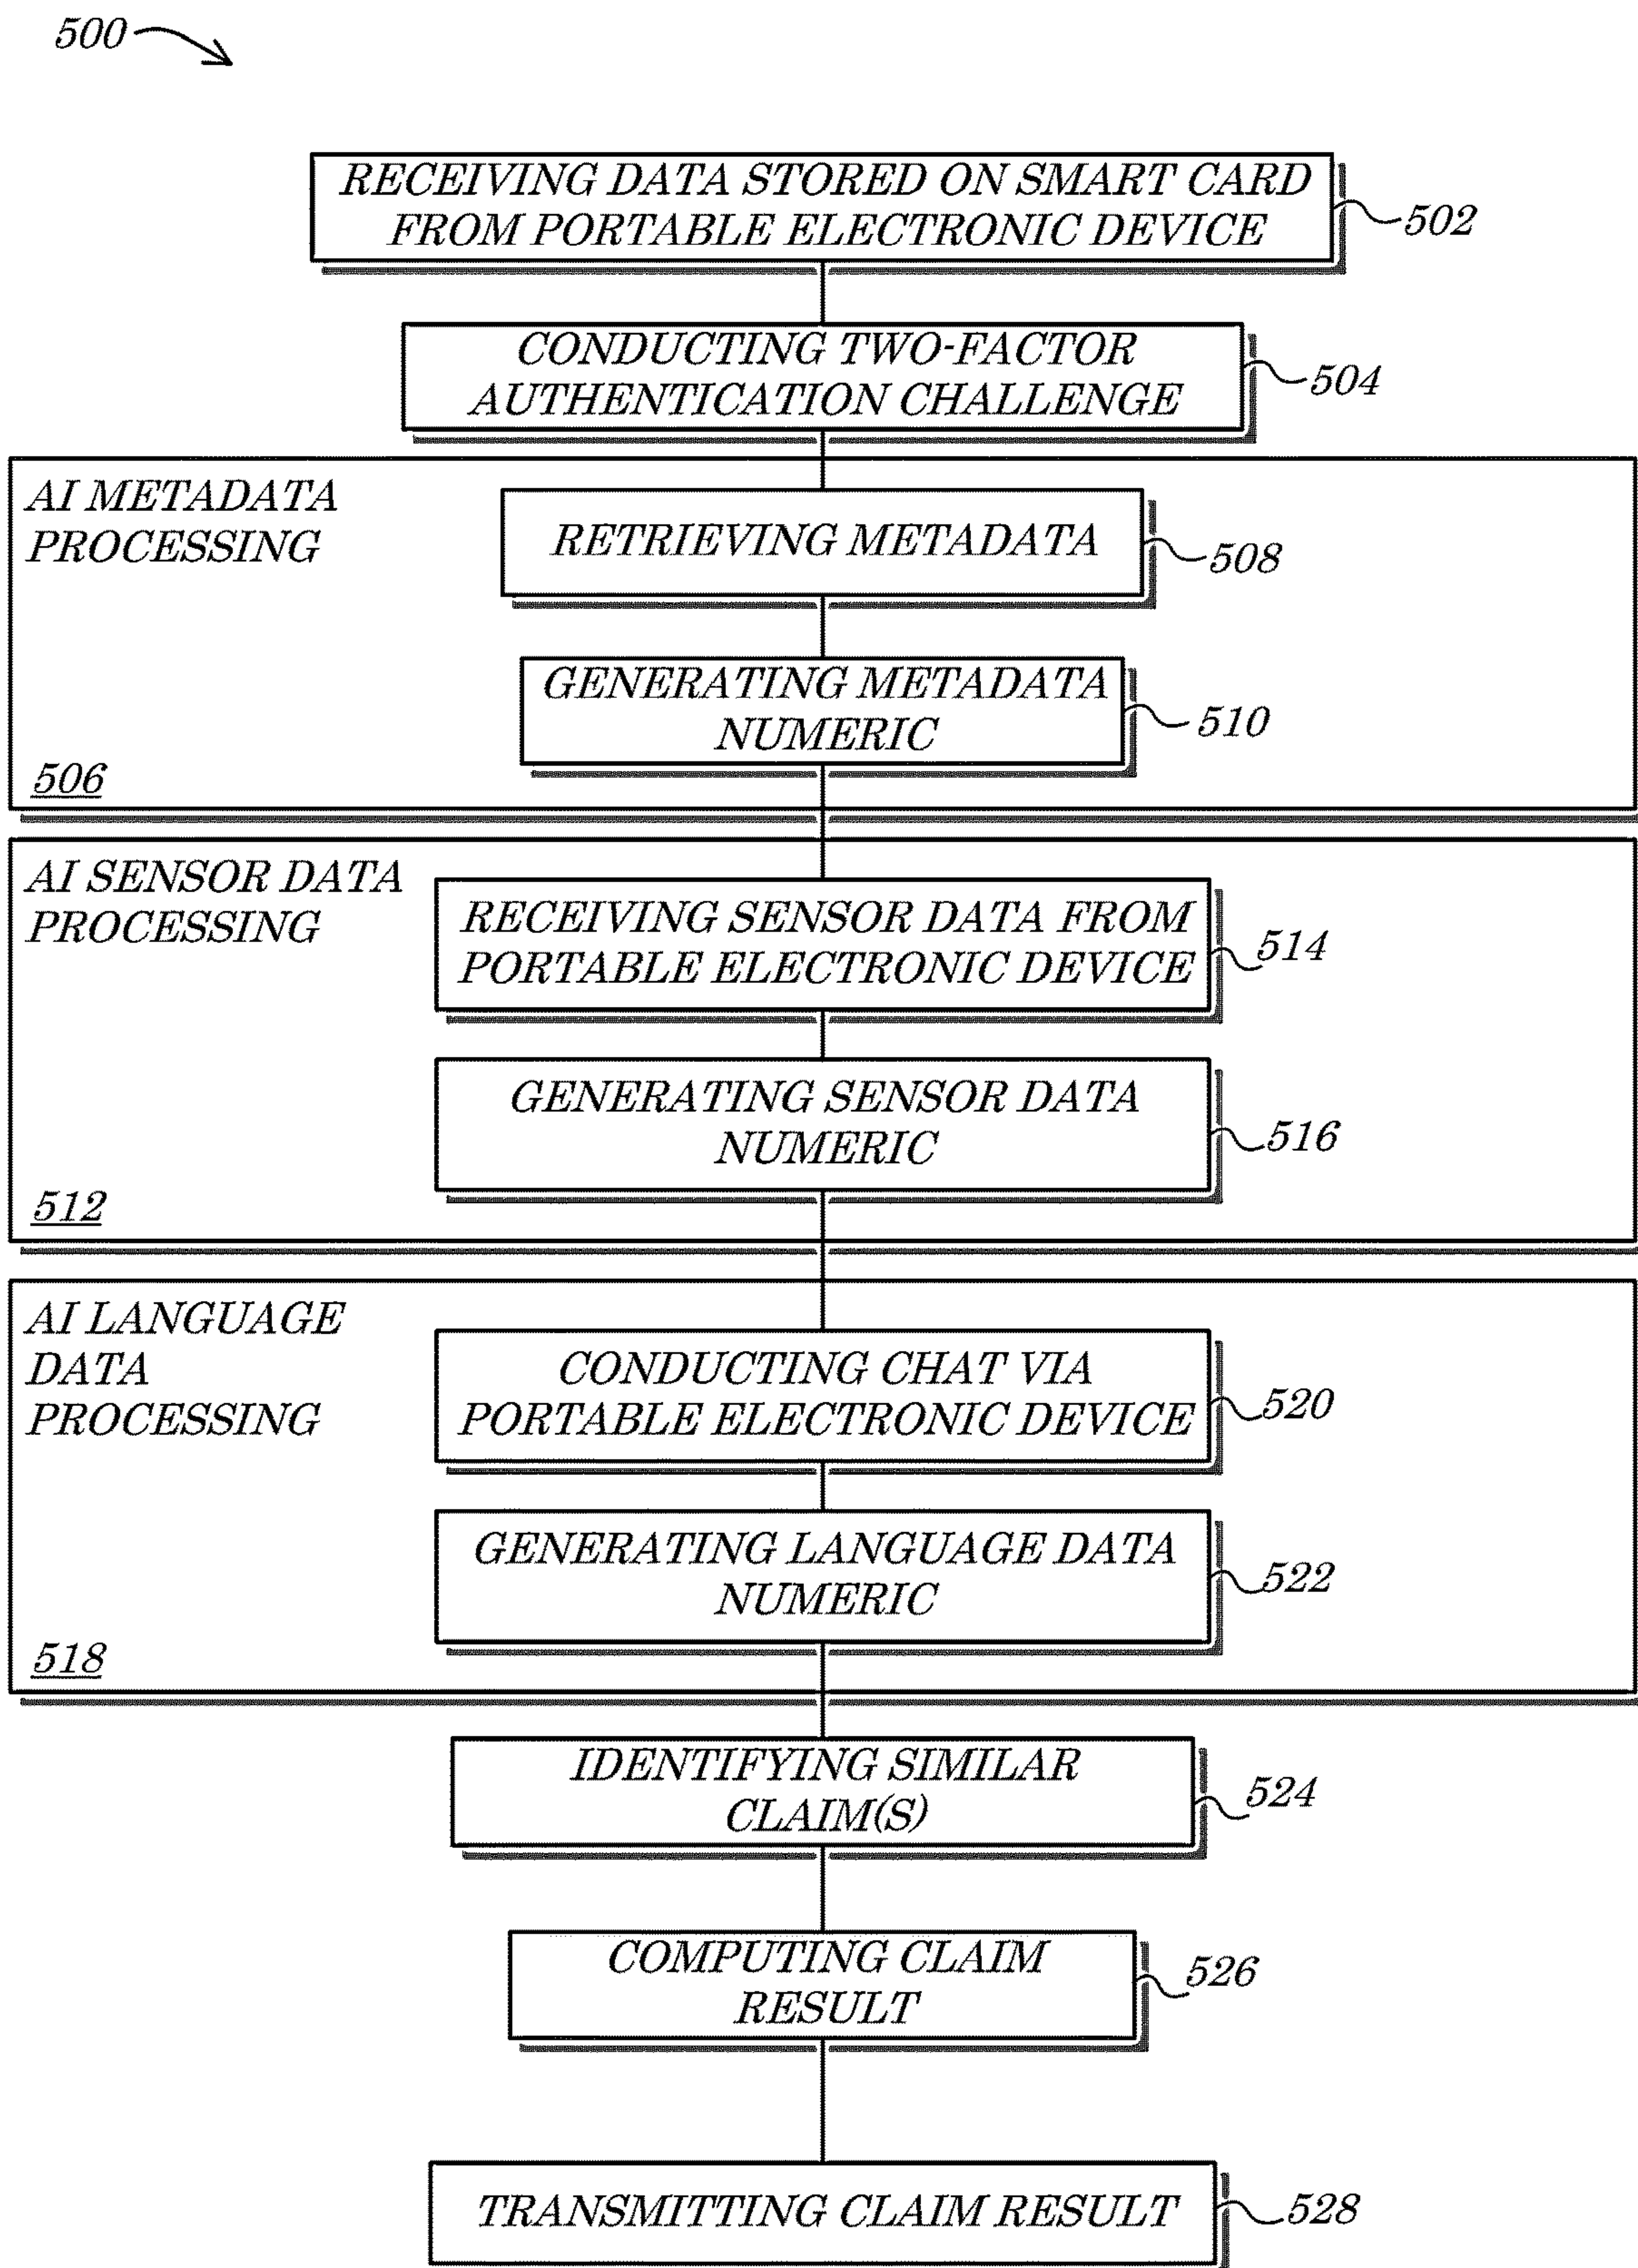 500
RECEIVING DATA STORED ON SMART CARD
FROM PORTABLE ELECTRONIC DEVICE
502
CONDUCTING TWO-FACTOR
AUTHENTICATION CHALLENGE
504
AI METADATA
PROCESSING
RETRIEVING METADATA
508
GENERATING METADATA
NUMERIC
510
506
AI SENSOR DATA
PROCESSING
RECEIVING SENSOR DATA FROM
PORTABLE ELECTRONIC DEVICE
514
GENERATING SENSOR DATA
NUMERIC
516
512
AI LANGUAGE
DATA
PROCESSING
CONDUCTING CHAT VIA
PORTABLE ELECTRONIC DEVICE
520
GENERATING LANGUAGE DATA
NUMERIC
522
518
IDENTIFYING SIMILAR
CLAIM(S)
524
COMPUTING CLAIM
RESULT
526
TRANSMITTING CLAIM RESULT
528